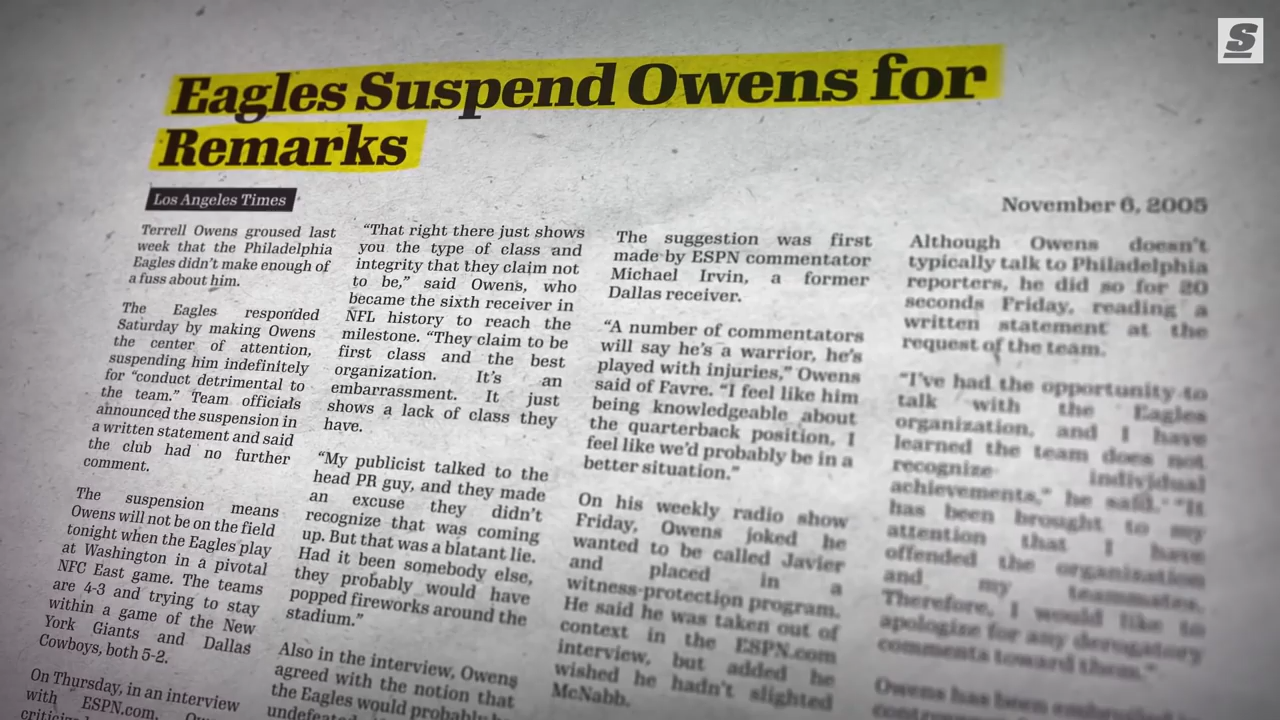 S
Eagles Suspend Owens for
Remarks
Los Angeles Times
November 6, 2005
Terrell Owens groused last
week that the Philadelphia
Eagles didn't make enough of
a fuss about him.
The Eagles responded
Saturday by making Owens
the center of attention,
suspending him indefinitely
for “conduct detrimental to
the team.” Team officials
announced the suspension in
a written statement and said
the club had no further
comment.
The suspension means
Owens will not be on the field
tonight when the Eagles play
at Washington in a pivotal
NFC East game. The teams
are 4-3 and trying to stay
within a game of the New
York Giants and Dallas
Cowboys, both 5-2.
On Thursday, in an interview
with ESPN.com,
“That right there just shows
you the type of class and
integrity that they claim not
to be,” said Owens, who
became the sixth receiver in
NFL history to reach the
milestone. “They claim to be
first class and the best
organization. It's an
embarrassment. It just
shows a lack of class they
have.
“My publicist talked to the
head PR guy, and they made
an excuse they didn't
recognize that was coming
up. But that was a blatant lie.
Had it been somebody else,
they probably would have
popped fireworks around the
stadium.”
Also in the interview, Owens
agreed with the notion that
the Eagles would probably be
The suggestion was first
made by ESPN commentator
Michael Irvin, a former
Dallas receiver.
“A number of commentators
will say he's a warrior, he's
played with injuries,” Owens
said of Favre. “I feel like him
being knowledgeable about
the quarterback position, I
feel like we'd probably be in a
better situation.”
On his weekly radio show
Friday, Owens joked he
wanted to be called Javier
and placed in a
witness-protection program.
He said he was taken out of
context in the ESPN.com
interview, but added he
wished he hadn't slighted
McNabb.
Although Owens doesn't
typically talk to Philadelphia
reporters, he did so for 20
seconds Friday, reading a
written statement at the
request of the team.
“I've had the opportunity to
talk with the Eagles
organization, and I have
learned the team does not
recognize individual
achievements,” he said. “It
has been brought to my
attention that I have
offended the organization
and my teammates.
Therefore, I would like to
apologize for any derogatory
comments toward them.”
Owens has been